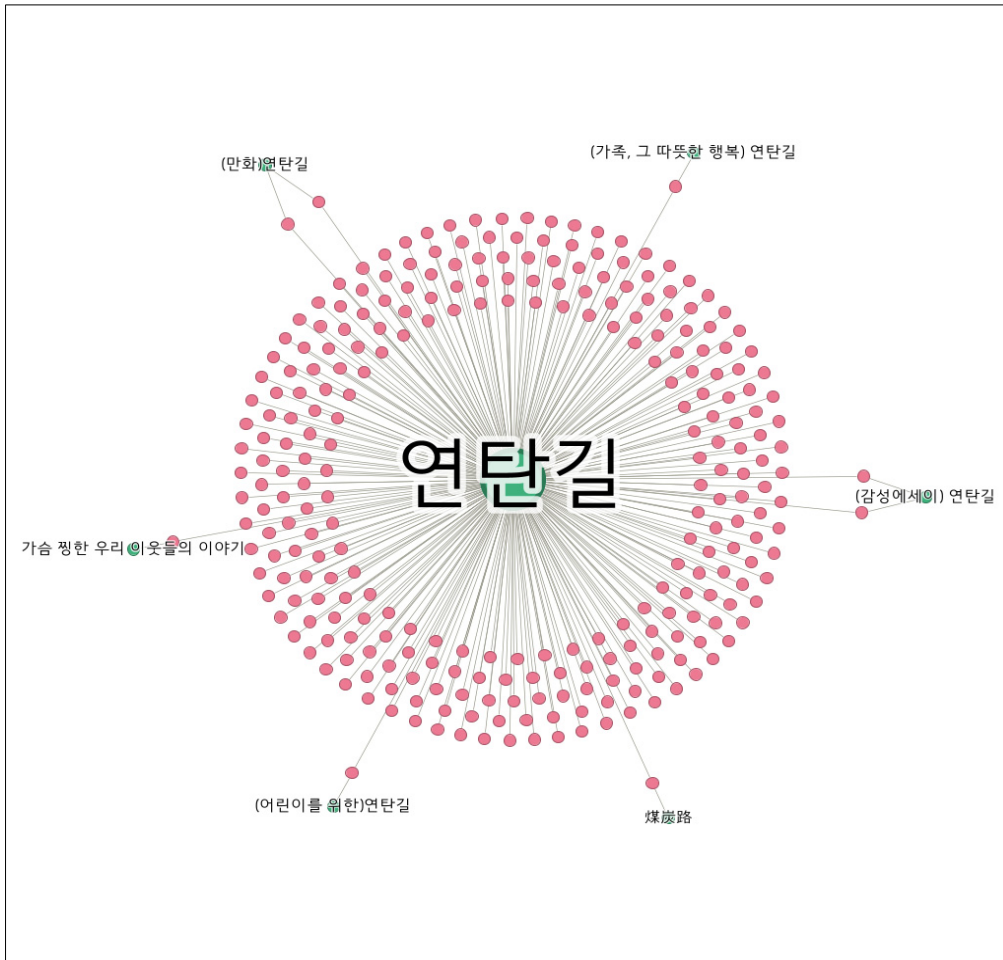 (가족, 그 따뜻한 행복) 연탄길
(만화)연탄길
연탄길
(감성에세이) 연탄길
가슴 찡한 우리 이웃들의 이야기
(어린이를 위한)연탄길
煤炭路